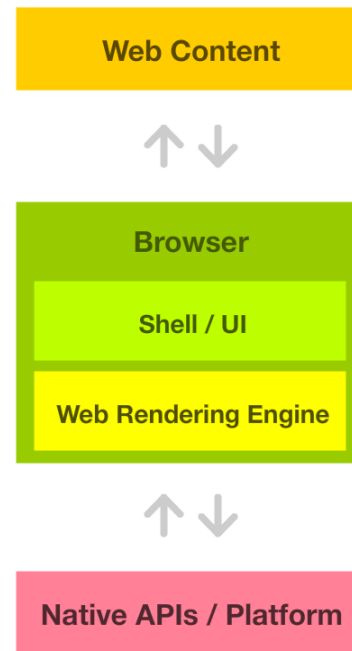 Web Content
Browser
Shell / UI
Web Rendering Engine
Native APIs / Platform